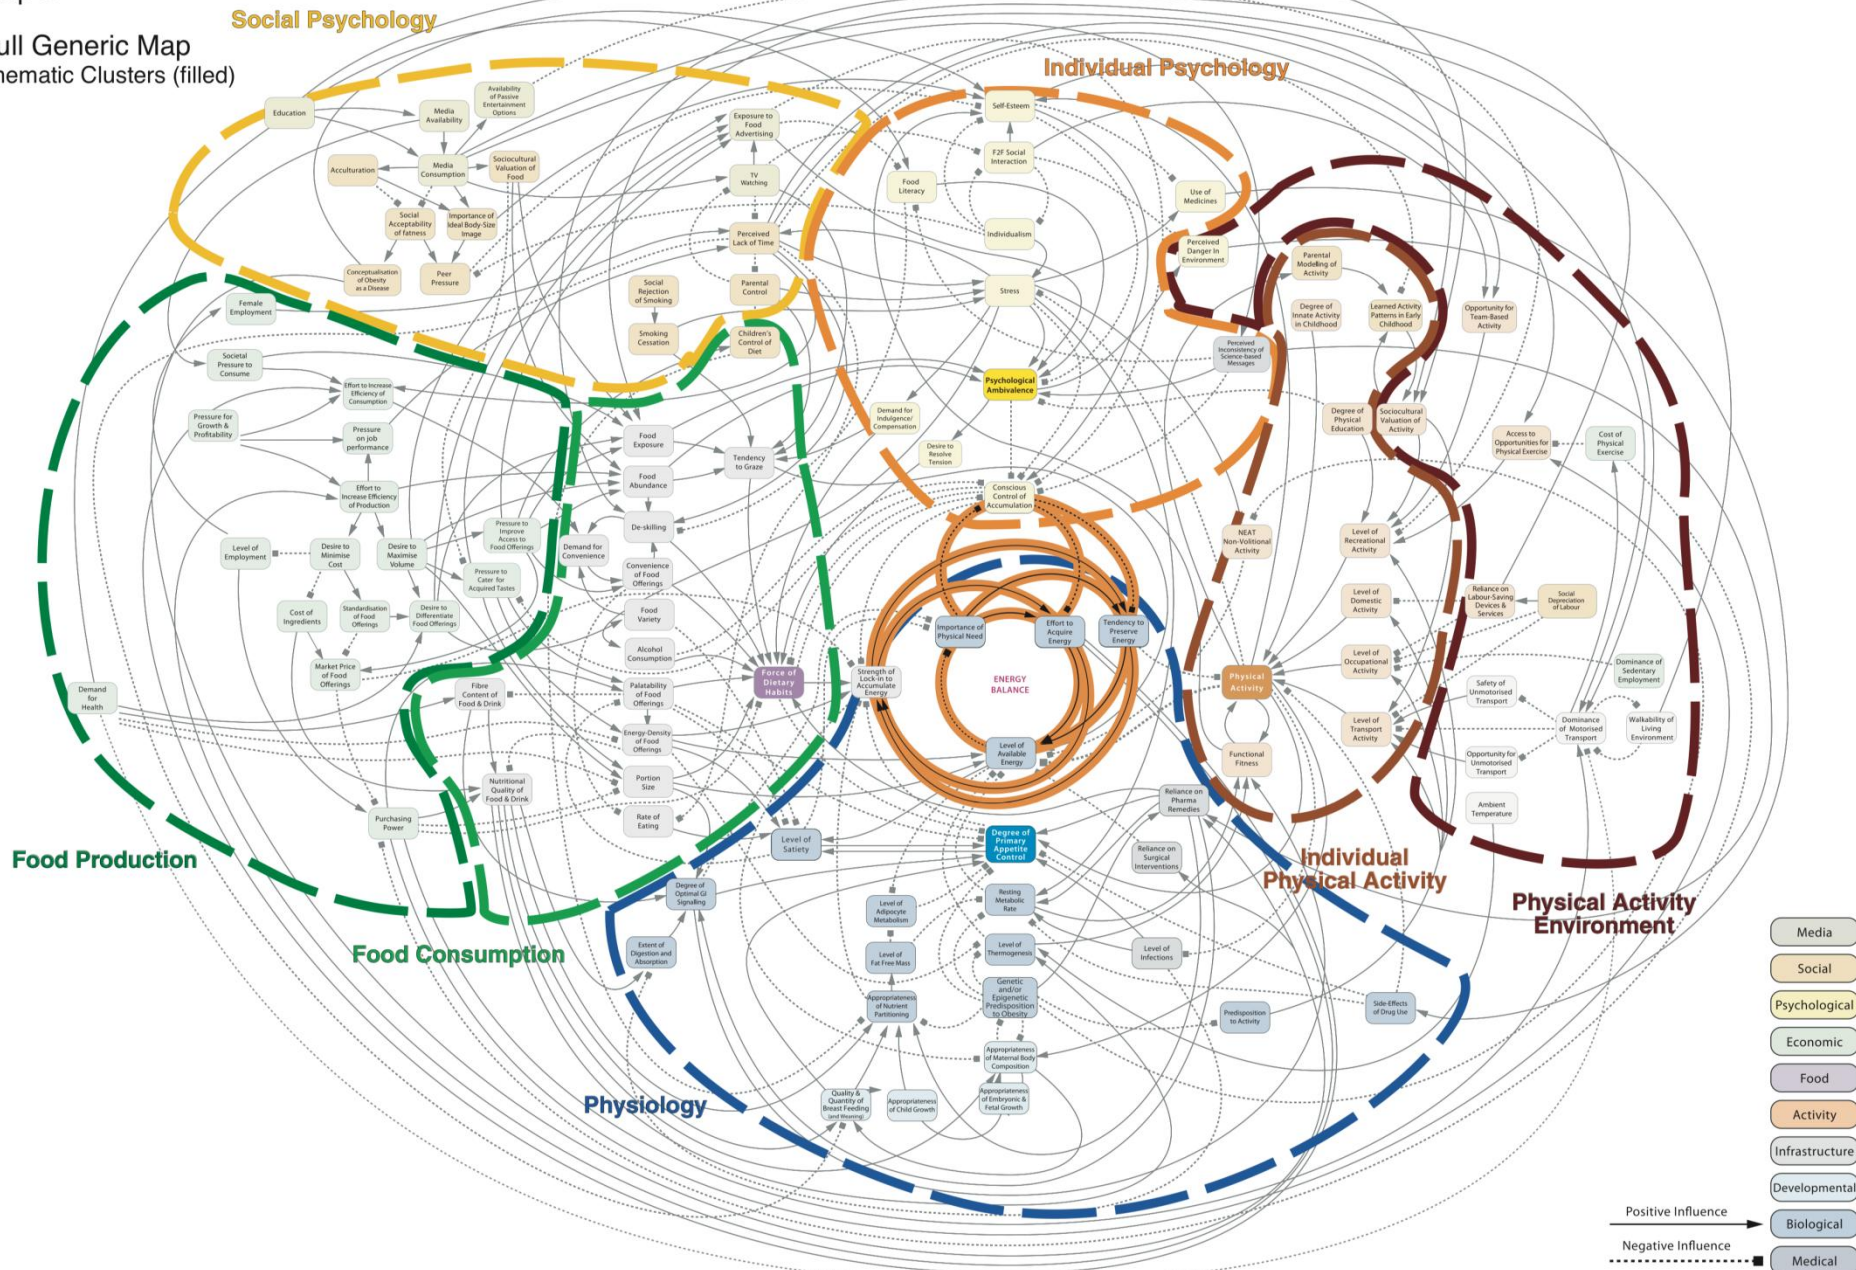 Social Psychology
ull Generic Map
hematic Clusters (filled)
Individual Psychology
Education
Media
Availability
Availability
of Passive
Entertainment
Options
Acculturation
Media
Consumption
Sociocultural
Valuation of
Food
Social
Acceptability
of fatness
Importance of
Ideal Body-Size
Image
Conceptualisation
of Obesity
as a Disease
Peer
Pressure
Exposure to
Food
Advertising
TV
Watching
Perceived
Lack of Time
Parental
Control
Social
Rejection
of Smoking
Smoking
Cessation
Children's
Control of
Diet
Self-Esteem
F2F Social
Interaction
Food
Literacy
Individualism
Stress
Use of
Medicines
Perceived
Danger In
Environment
Perceived
Inconsistency of
Science-based
Messages
Psychological
Ambivalence
Demand for
Indulgence/
Compensation
Desire to
Resolve
Tension
Conscious
Control of
Accumulation
Parental
Modelling of
Activity
Degree of
Innate Activity
in Childhood
Learned Activity
Patterns in Early
Childhood
Opportunity for
Team-Based
Activity
Degree of
Physical
Education
Sociocultural
Valuation of
Activity
Access to
Opportunities for
Physical Exercise
Cost of
Physical
Exercise
Female
Employment
Societal
Pressure to
Consume
Effort to Increase
Efficiency of
Consumption
Pressure for
Growth &
Profitability
Pressure
on job
performance
Effort to
Increase Efficiency
of Production
Level of
Employment
Desire to
Minimise
Cost
Desire to
Maximise
Volume
Pressure to
Improve
Access to
Food Offerings
Pressure to
Cater for
Acquired Tastes
Cost of
Ingredients
Standardisation
of Food
Offerings
Desire to
Differentiate
Food Offerings
Market Price
of Food
Offerings
Demand
for
Health
Purchasing
Power
Food Production
Food
Exposure
Food
Abundance
Tendency
to Graze
De-skilling
Demand for
Convenience
Convenience
of Food
Offerings
Food
Variety
Alcohol
Consumption
Fibre
Content of
Food & Drink
Palatability
of Food
Offerings
Energy-Density
of Food
Offerings
Nutritional
Quality of
Food & Drink
Portion
Size
Rate of
Eating
Force of
Dietary
Habits
Food Consumption
Importance of
Physical Need
Effort to
Acquire
Energy
Tendency to
Preserve
Energy
Strength of
Lock-in to
Accumulate
Energy
ENERGY
BALANCE
Level of
Available
Energy
NEAT
Non-Volitional
Activity
Level of
Recreational
Activity
Level of
Domestic
Activity
Reliance on
Labour-Saving
Devices &
Services
Social
Depreciation
of Labour
Level of
Occupational
Activity
Physical
Activity
Level of
Transport
Activity
Functional
Fitness
Dominance of
Sedentary
Employment
Safety of
Unmotorised
Transport
Dominance
of Motorised
Transport
Walkability of
Living
Environment
Opportunity for
Unmotorised
Transport
Ambient
Temperature
Individual
Physical Activity
Physical Activity
Environment
Level of
Satiety
Degree of
Primary
Appetite
Control
Reliance on
Pharma
Remedies
Reliance on
Surgical
Interventions
Degree of
Optimal GI
Signalling
Extent of
Digestion and
Absorption
Level of
Adipocyte
Metabolism
Resting
Metabolic
Rate
Level of
Fat Free Mass
Level of
Thermogenesis
Level of
Infections
Appropriateness
of Nutrient
Partitioning
Genetic
and/or
Epigenetic
Predisposition
to Obesity
Predisposition
to Activity
Side-Effects
of Drug Use
Appropriateness
of Maternal Body
Composition
Quality &
Quantity of
Breast Feeding
(and Weaning)
Appropriateness
of Child Growth
Appropriateness
of Embryonic &
Fetal Growth
Physiology
Media
Social
Psychological
Economic
Food
Activity
Infrastructure
Developmental
Biological
Medical
Positive Influence
Negative Influence